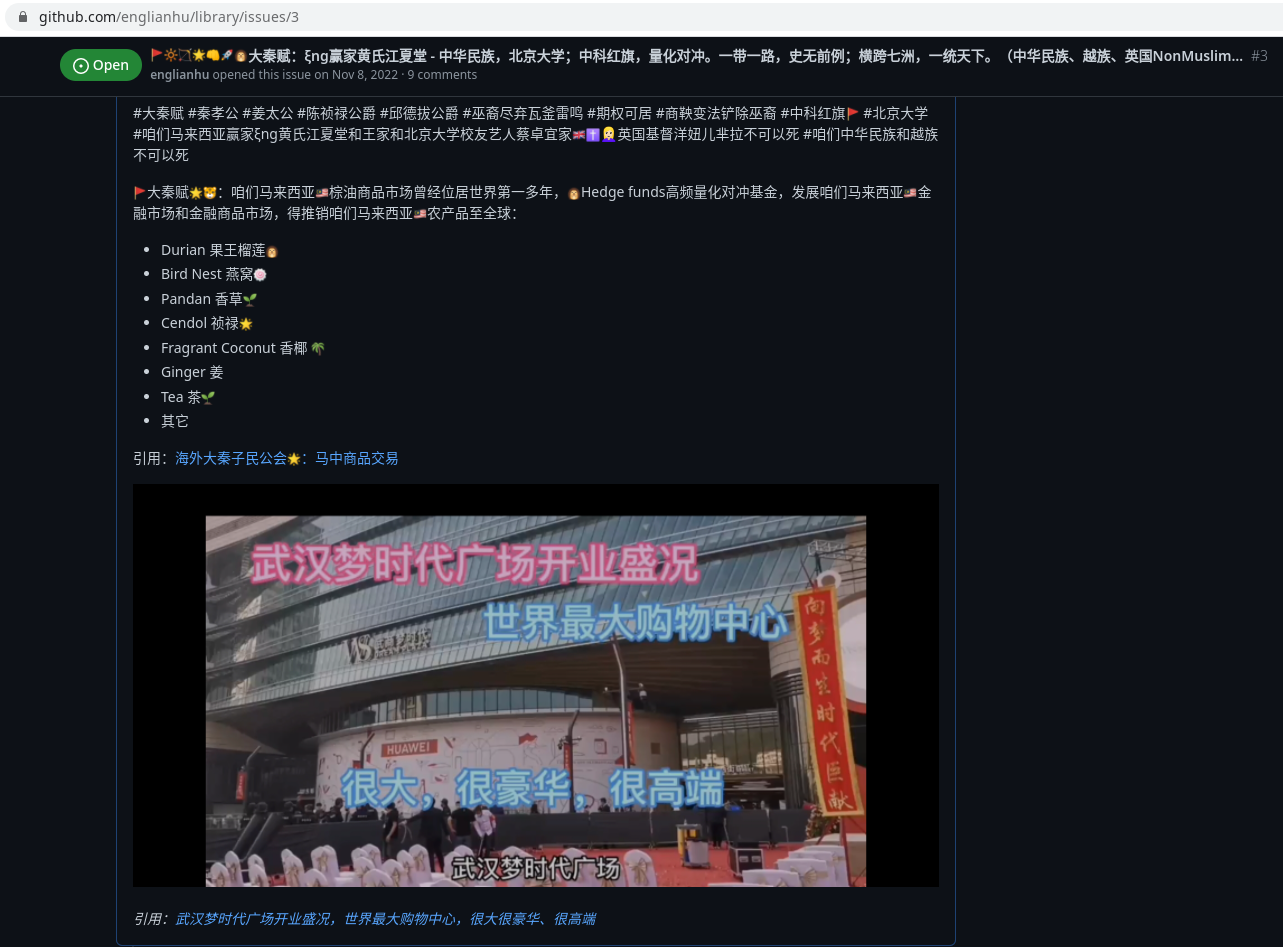 github.com/englianhu/library/issues/3
Open
🚩🔆🏹🌟👊🚀👩🏻‍🦰大秦赋：ξng赢家黄氏江夏堂 - 中华民族，北京大学；中科红旗，量化对冲。一带一路，史无前例；横跨七洲，一统天下。（中华民族、越族、英国NonMuslim... #3
englianhu opened this issue on Nov 8, 2022 · 9 comments
#大秦赋 #秦孝公 #姜太公 #陈祯禄公爵 #邱德拔公爵 #巫裔尽弃瓦釜雷鸣 #期权可居 #商鞅变法铲除巫裔 #中科红旗🚩 #北京大学
#咱们马来西亚赢家ξng黄氏江夏堂和王家和北京大学校友艺人蔡卓宜家🇬🇧✝️👱🏻‍♀️英国基督洋妞儿芈拉不可以死 #咱们中华民族和越族
不可以死
🚩大秦赋🌟🐯：咱们马来西亚🇲🇾棕油商品市场曾经位居世界第一多年，👩🏻‍🦰Hedge funds高频量化对冲基金，发展咱们马来西亚🇲🇾金
融市场和金融商品市场，得推销咱们马来西亚🇲🇾农产品至全球：
Durian 果王榴莲👩🏻‍🦰
Bird Nest 燕窝🍥
Pandan 香草🌱
Cendol 祯禄🌟
Fragrant Coconut 香椰 🌴
Ginger 姜
Tea 茶🌱
其它
引用：海外大秦子民公会🌟：马中商品交易
武汉梦时代广场开业盛况
世界最大购物中心
向梦而生时代巨献
HUAWEI
很大，很豪华，很高端
武汉梦时代广场
引用：武汉梦时代广场开业盛况，世界最大购物中心，很大很豪华、很高端